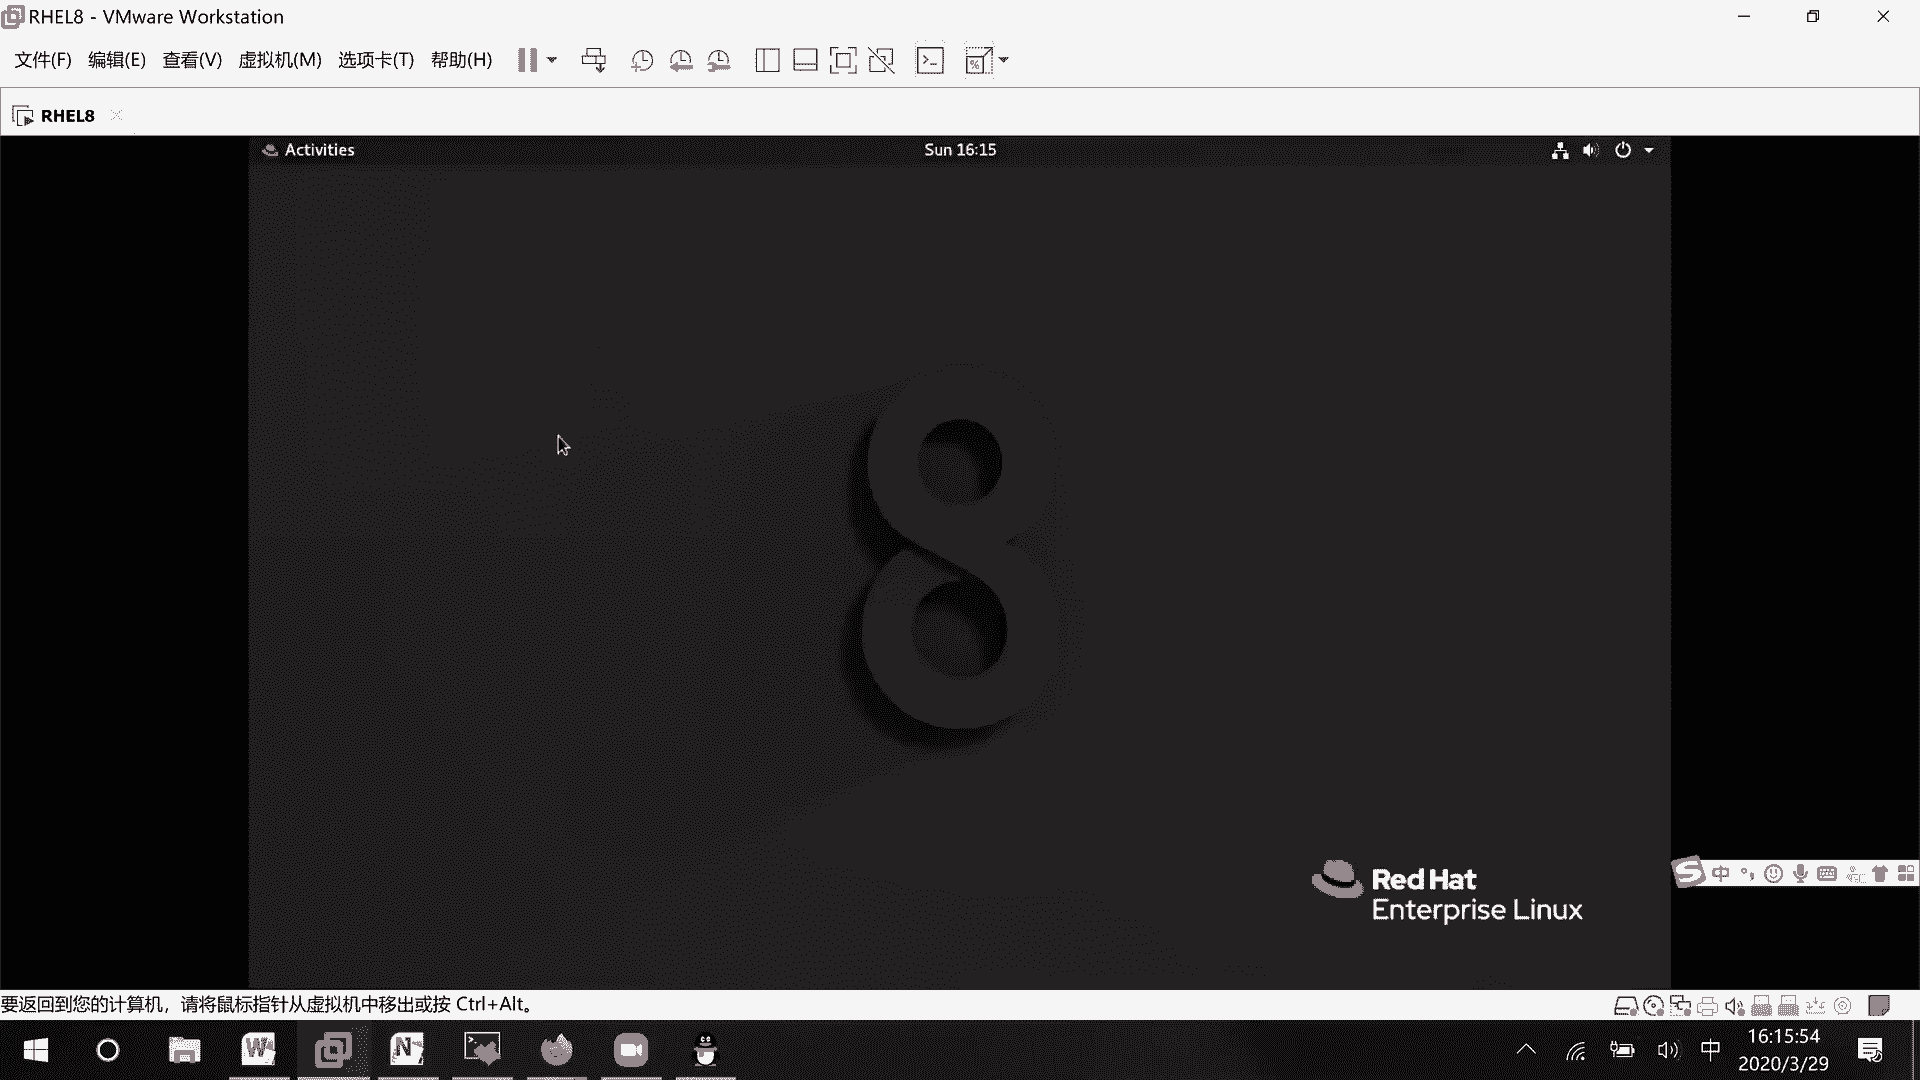 RHEL8 - VMware Workstation
文件(F) 编辑(E) 查看(V) 虚拟机(M) 选项卡(T) 帮助(H)
RHEL8
Activities Sun 16:15
Red Hat
Enterprise Linux
中
要返回到您的计算机，请将鼠标指针从虚拟机中移出或按 Ctrl+Alt。
中 16:15:54
2020/3/29